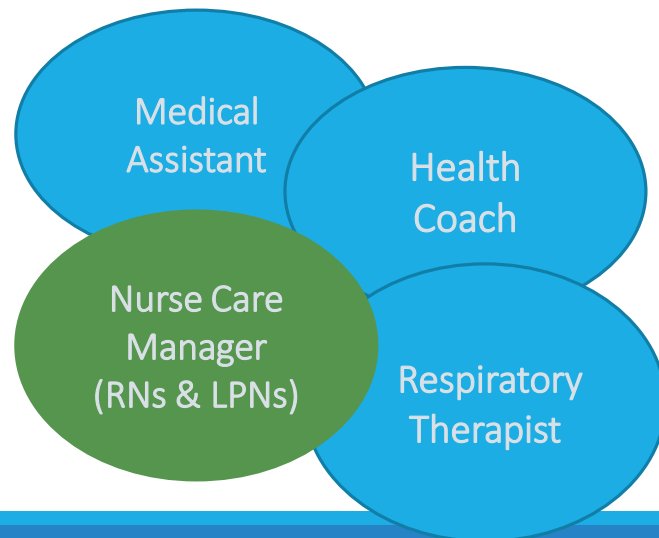 Medical
Assistant
Health
Coach
Nurse Care
Manager
(RNs & LPNs)
Respiratory
Therapist